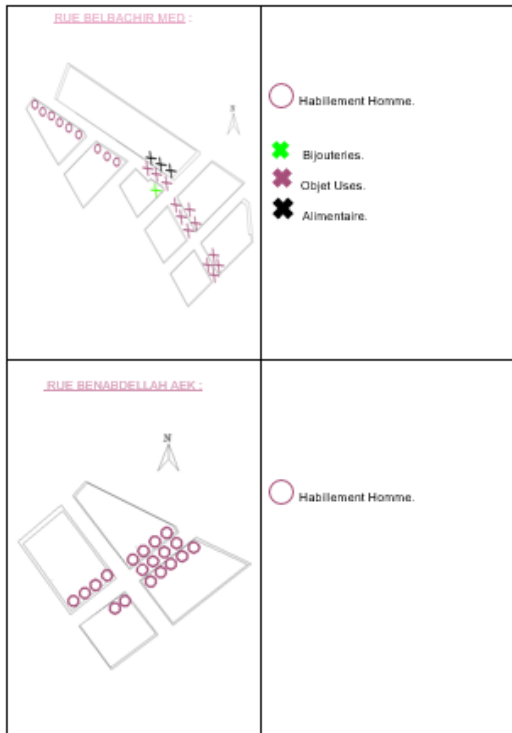 RUE BELBACHIR MED :
N
Habillement Homme.
Bijouteries.
Objet Uses.
Alimentaire.
RUE BENABDELLAH AEK :
N
Habillement Homme.